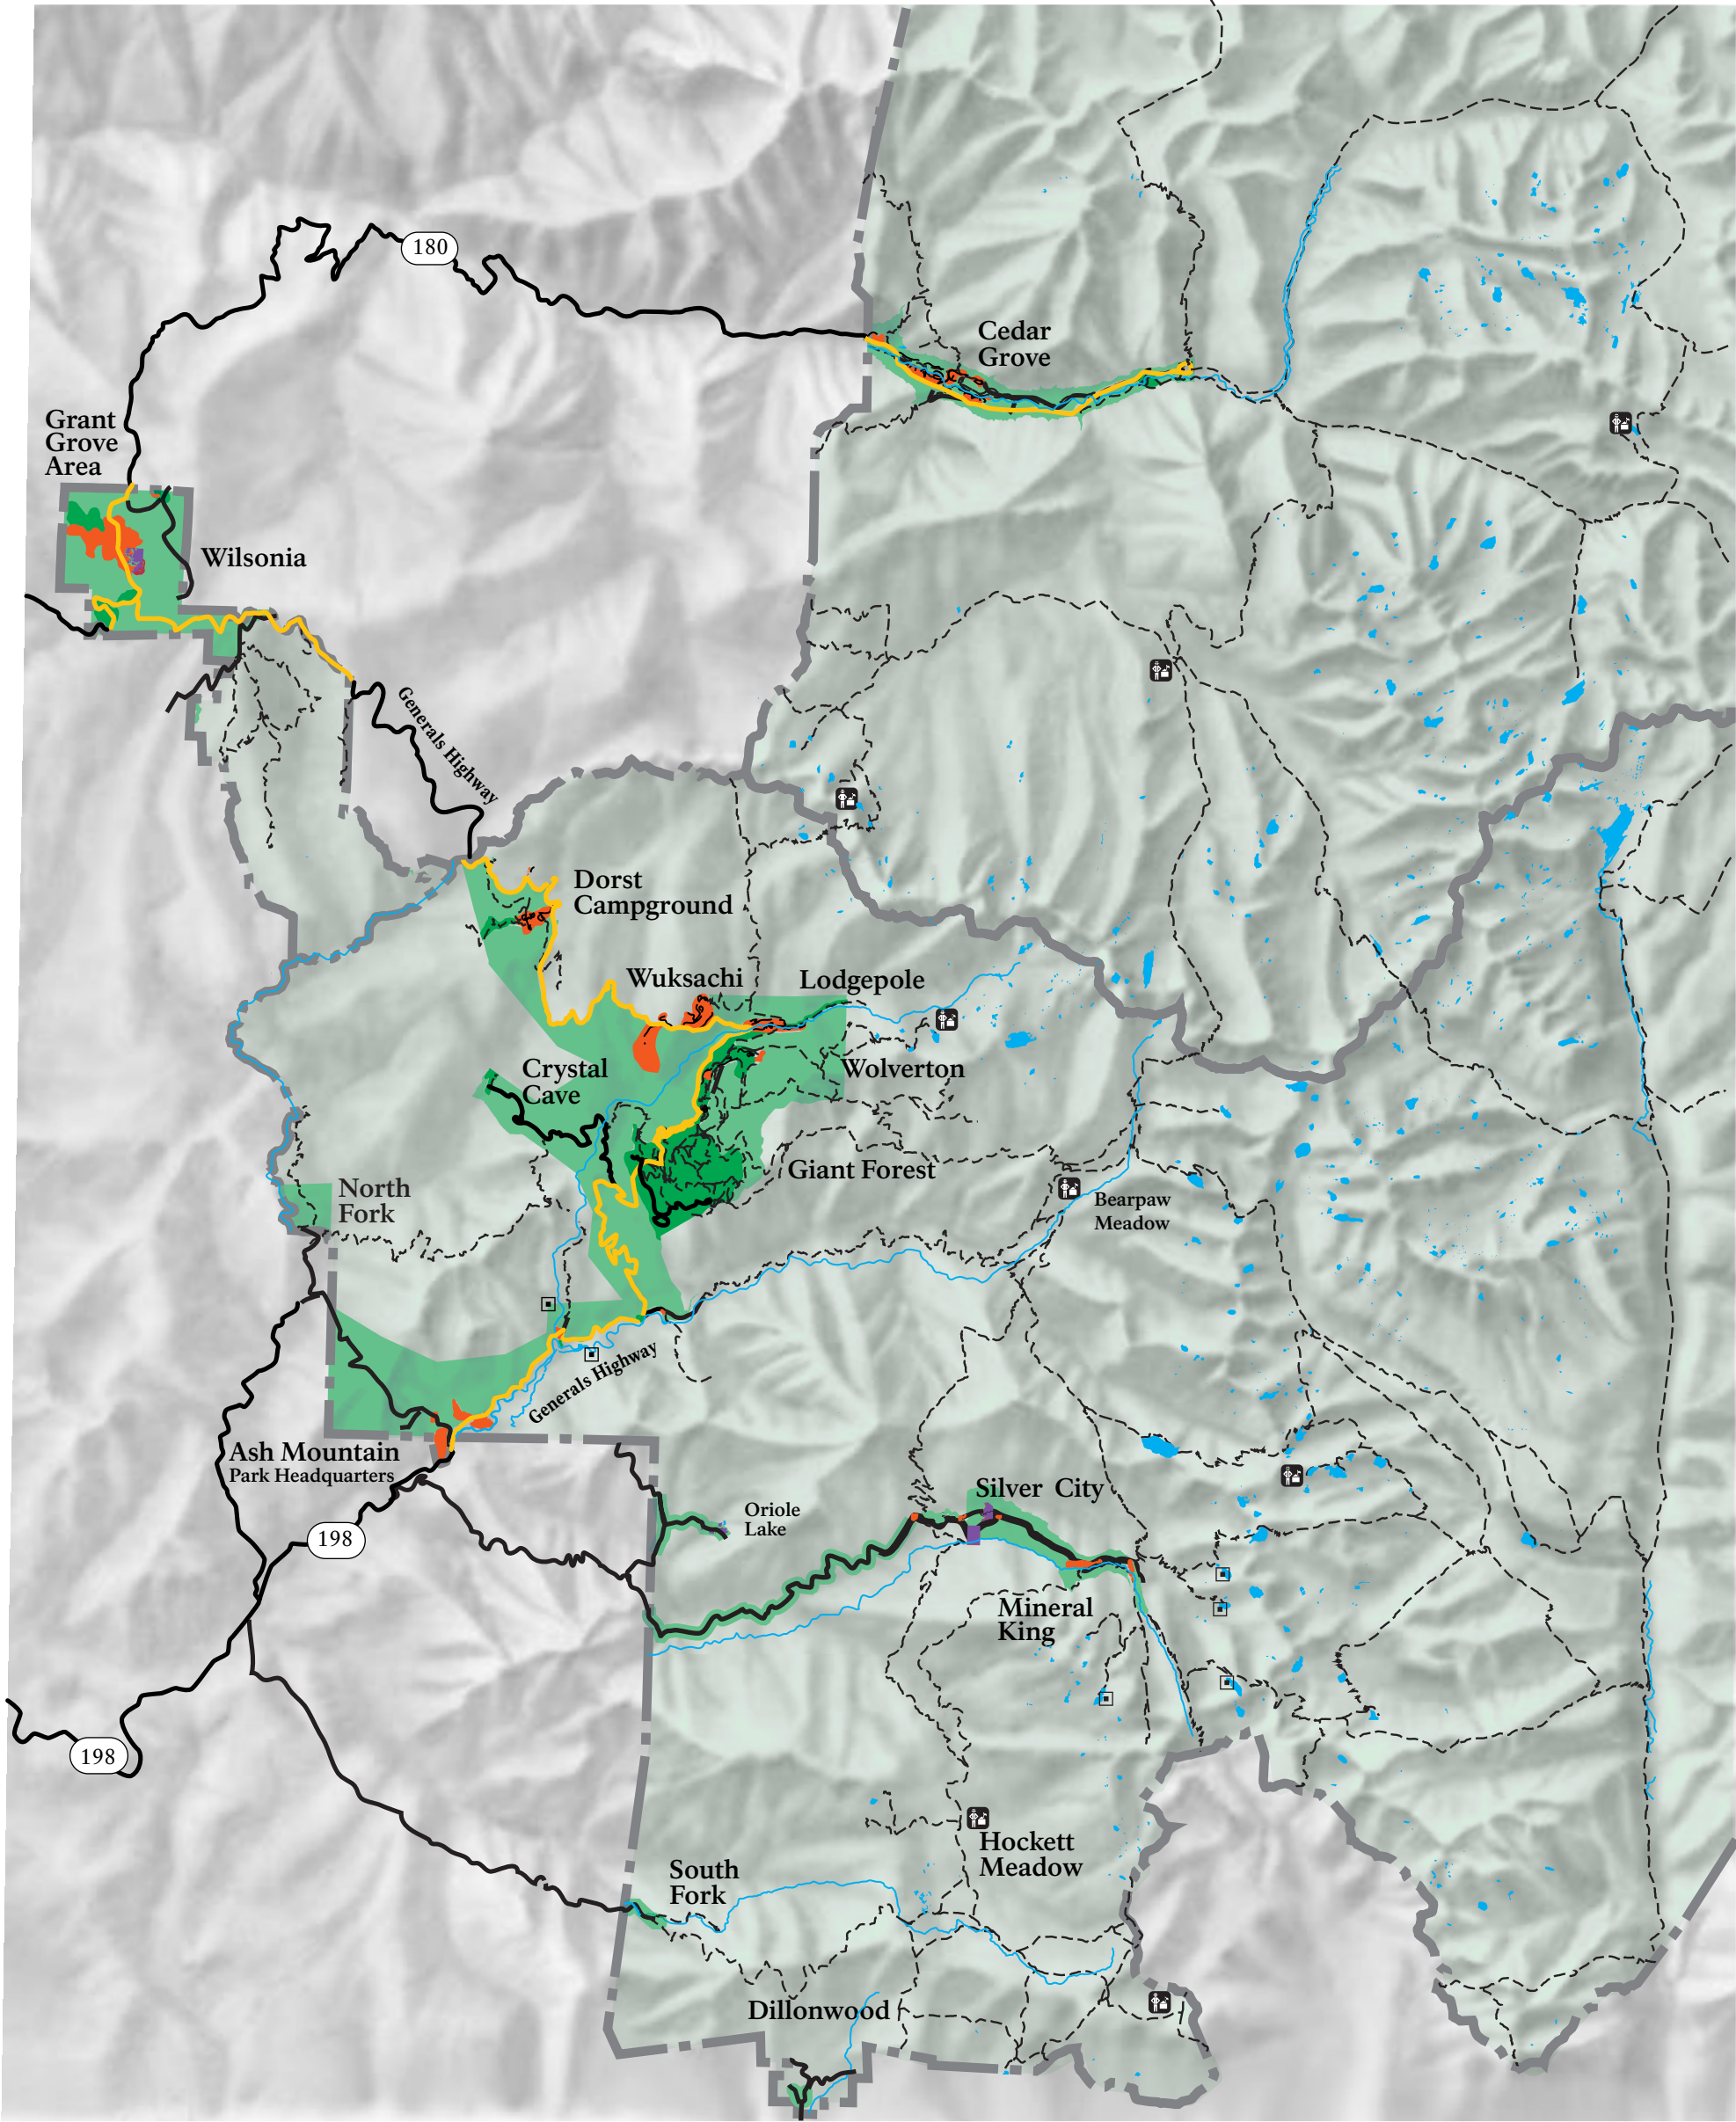 180
Cedar
Grove
Grant
Grove
Area
Wilsonia
Generals Highway
Dorst
Campground
Wuksachi
Lodgepole
Crystal
Cave
Wolverton
Giant Forest
North
Fork
Bearpaw
Meadow
Generals Highway
Ash Mountain
Park Headquarters
Silver City
Oriole
Lake
198
Mineral
King
198
Hockett
Meadow
South
Fork
Dillonwood